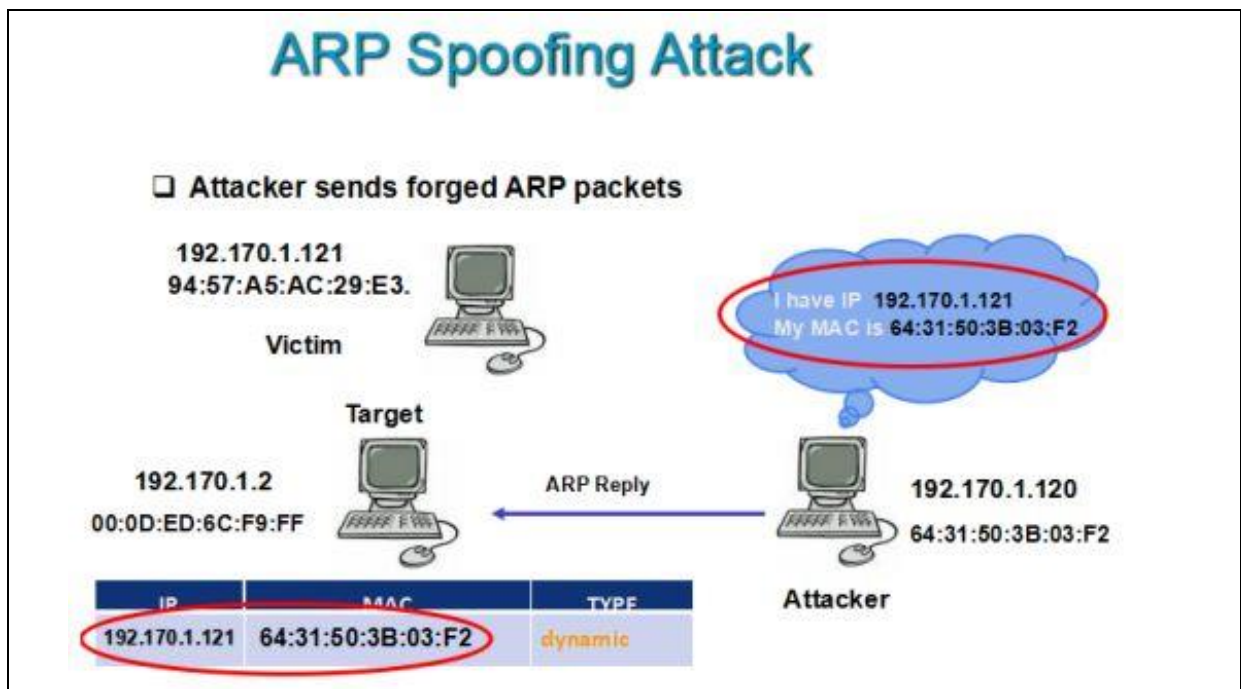 ARP Spoofing Attack
❑ Attacker sends forged ARP packets
192.170.1.121
94:57:A5:AC:29:E3.
Victim
I have IP 192.170.1.121
My MAC is 64:31:50:3B:03:F2
Target
192.170.1.2
00:0D:ED:6C:F9:FF
ARP Reply
192.170.1.120
64:31:50:3B:03:F2
Attacker
IP MAC TYPE
192.170.1.121 64:31:50:3B:03:F2 dynamic